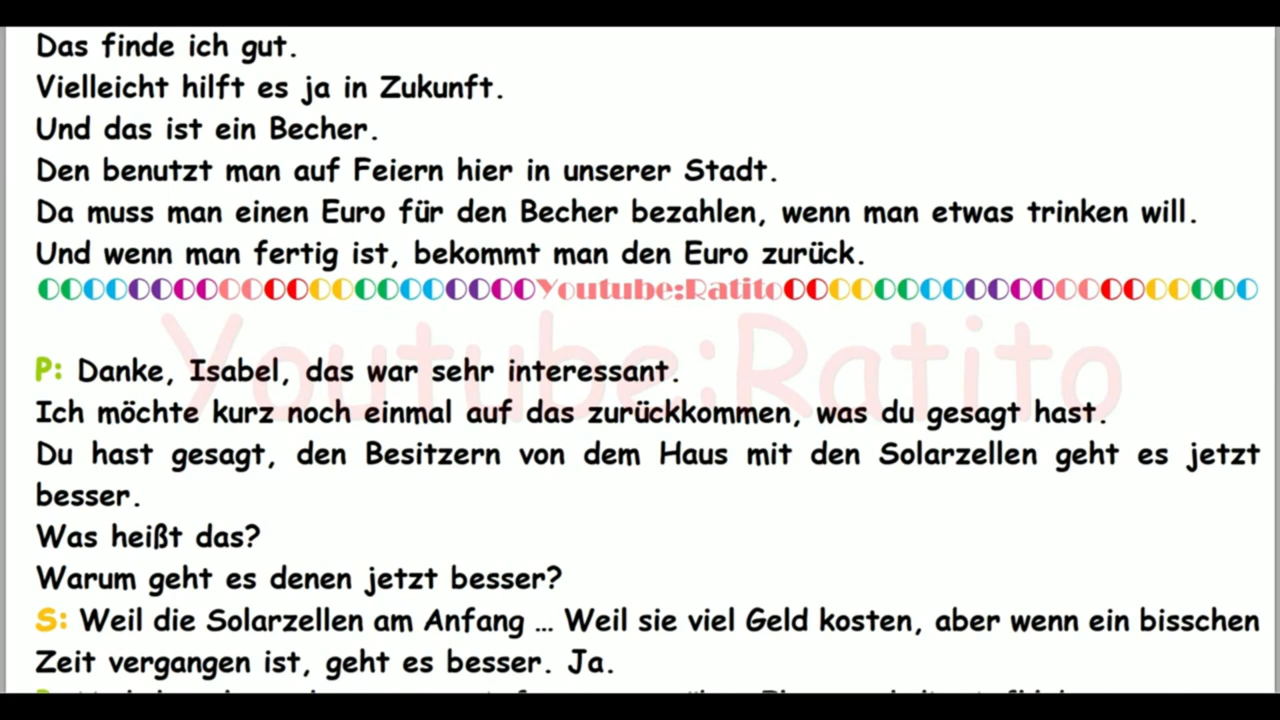 Das finde ich gut.
Vielleicht hilft es ja in Zukunft.
Und das ist ein Becher.
Den benutzt man auf Feiern hier in unserer Stadt.
Da muss man einen Euro für den Becher bezahlen, wenn man etwas trinken will.
Und wenn man fertig ist, bekommt man den Euro zurück.
Youtube:Ratito
Youtube:Ratito
P: Danke, Isabel, das war sehr interessant.
Ich möchte kurz noch einmal auf das zurückkommen, was du gesagt hast.
Du hast gesagt, den Besitzern von dem Haus mit den Solarzellen geht es jetzt
besser.
Was heißt das?
Warum geht es denen jetzt besser?
S: Weil die Solarzellen am Anfang … Weil sie viel Geld kosten, aber wenn ein bisschen
Zeit vergangen ist, geht es besser. Ja.